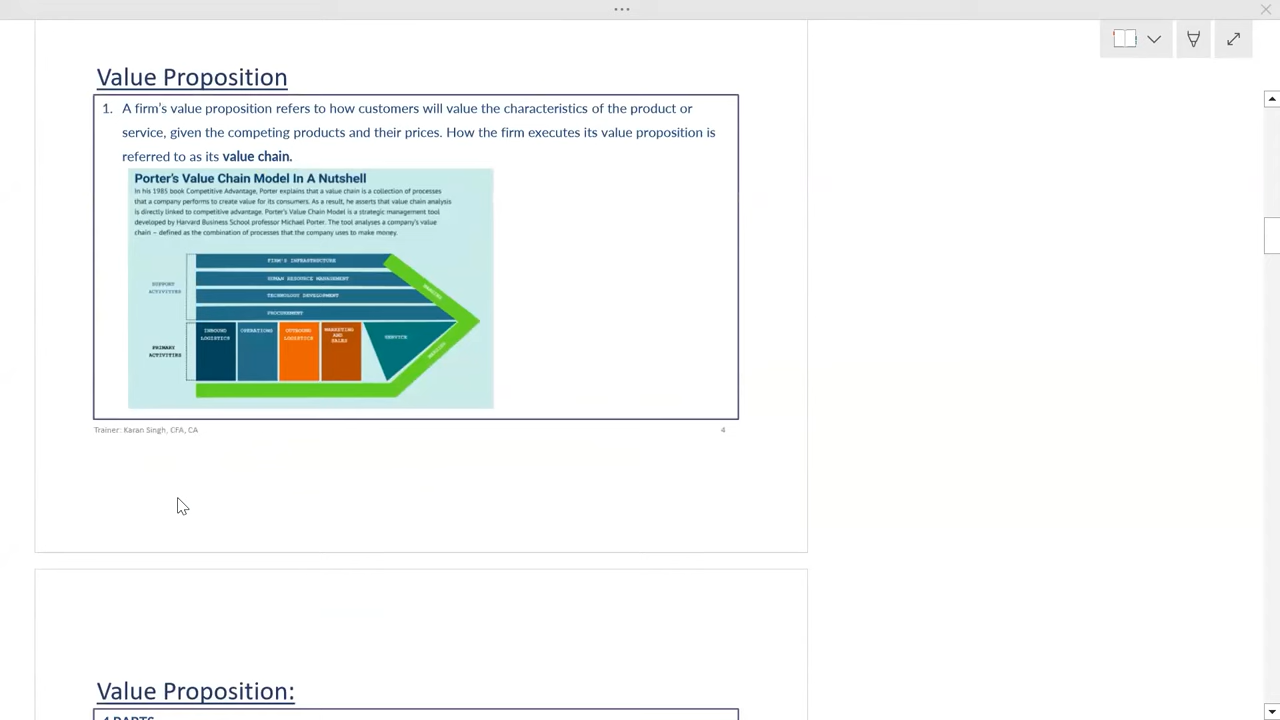 Value Proposition
1. A firm's value proposition refers to how customers will value the characteristics of the product or
service, given the competing products and their prices. How the firm executes its value proposition is
referred to as its value chain.
Porter's Value Chain Model In A Nutshell
In his 1985 book Competitive Advantage, Porter explains that a value chain is a collection of processes
that a company performs to create value for its consumers. As a result, he asserts that value chain analysis
is directly linked to competitive advantage. Porter's Value Chain Model is a strategic management tool
developed by Harvard Business School professor Michael Porter. The tool analyses a company's value
chain – defined as the combination of processes that the company uses to make money.
SUPPORT
ACTIVITIES
FIRM'S INFRASTRUCTURE
HUMAN RESOURCE MANAGEMENT
TECHNOLOGY DEVELOPMENT
PROCUREMENT
PRIMARY
ACTIVITIES
INBOUND
LOGISTICS
OPERATIONS
OUTBOUND
LOGISTICS
MARKETING
AND
SALES
SERVICE
Trainer: Karan Singh, CFA, CA
4
Value Proposition:
4 PARTS